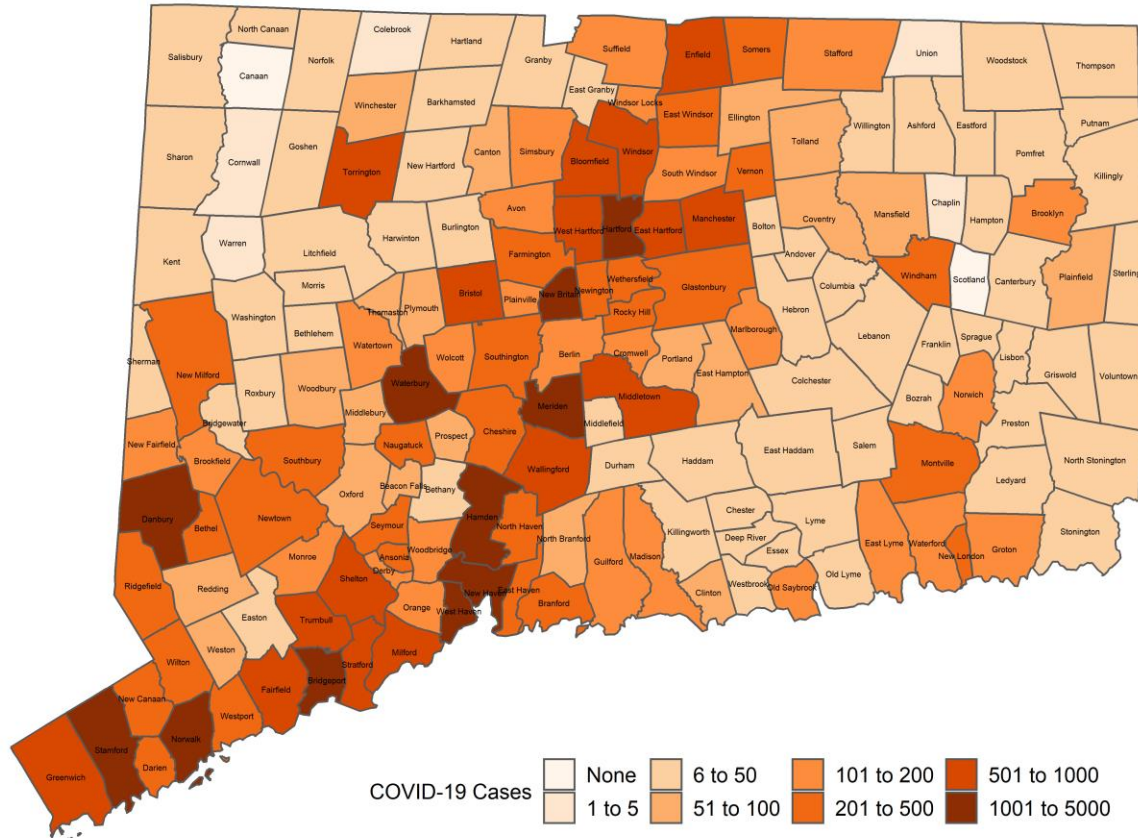 North Canaan
Colebrook
Hartland
Salisbury
Canaan
Norfolk
Granby
Suffield
Enfield
Somers
Stafford
Union
Woodstock
Thompson
East Granby
Windsor Locks
Winchester
Barkhamsted
East Windsor
Ellington
Willington
Ashford
Eastford
Putnam
Sharon
Cornwall
Goshen
Torrington
New Hartford
Canton
Simsbury
Bloomfield
Windsor
South Windsor
Vernon
Tolland
Pomfret
Killingly
Avon
West Hartford
Hartford
East Hartford
Manchester
Bolton
Coventry
Mansfield
Chaplin
Hampton
Brooklyn
Kent
Warren
Litchfield
Harwinton
Burlington
Farmington
Andover
Windham
Scotland
Canterbury
Plainfield
Sterling
Morris
Bristol
Plainville
New Britain
Newington
Wethersfield
Glastonbury
Hebron
Columbia
Washington
Bethlehem
Thomaston
Plymouth
Rocky Hill
Marlborough
Lebanon
Sherman
New Milford
Watertown
Wolcott
Southington
Berlin
Cromwell
Portland
East Hampton
Franklin
Sprague
Lisbon
Griswold
Voluntown
Roxbury
Woodbury
Waterbury
Meriden
Middletown
Colchester
Bozrah
Norwich
Preston
Bridgewater
Middlebury
Middlefield
New Fairfield
Brookfield
Southbury
Naugatuck
Prospect
Cheshire
Wallingford
Durham
Haddam
East Haddam
Salem
Montville
Ledyard
North Stonington
Danbury
Bethel
Newtown
Oxford
Beacon Falls
Bethany
Hamden
North Haven
North Branford
Killingworth
Chester
Lyme
Stonington
Seymour
Woodbridge
Ansonia
Derby
Guilford
Madison
Deep River
Essex
East Lyme
Waterford
New London
Groton
Ridgefield
Redding
Monroe
Shelton
Orange
New Haven
West Haven
East Haven
Branford
Clinton
Westbrook
Old Saybrook
Old Lyme
Easton
Weston
Trumbull
Stratford
Milford
Wilton
New Canaan
Westport
Fairfield
Bridgeport
Norwalk
Darien
Stamford
Greenwich
COVID-19 Cases
None
6 to 50
101 to 200
501 to 1000
1 to 5
51 to 100
201 to 500
1001 to 5000